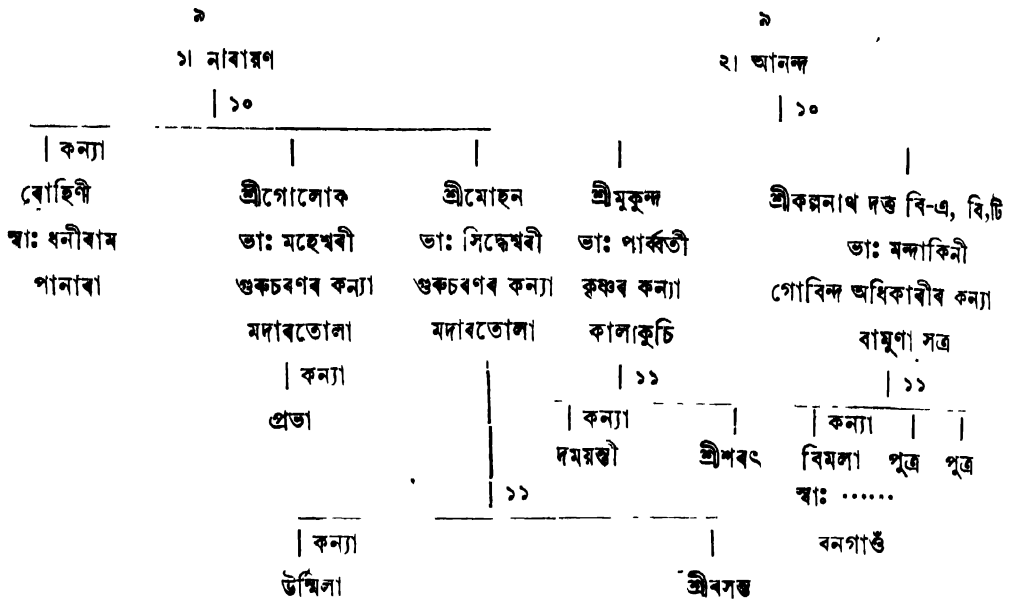 ৯ ৯
১। নাৰায়ণ ২। আনন্দ
১০ ১০
কন্যা
ৰোহিণী শ্ৰীগোলোক শ্ৰীমোহন শ্ৰীমুকুন্দ শ্ৰীকল্পনাথ দত্ত বি-এ, বি,টি
স্বাঃ ধনীৰাম ভাঃ মহেশ্বৰী ভাঃ সিদ্ধেশ্বৰী ভাঃ পাৰ্ব্বতী ভাঃ মন্দাকিনী
পানাৰা গুৰুচৰণৰ কন্যা গুৰুচৰণৰ কন্যা কৃষ্ণৰ কন্যা গোবিন্দ অধিকাৰীৰ কন্যা
মদাৰতোলা মদাৰতোলা কালাকুচি বামুণা সত্ৰ
কন্যা ১১ ১১
প্ৰভা কন্যা কন্যা
দময়ন্তী শ্ৰীশৰৎ বিমলা পুত্ৰ পুত্ৰ
১১ স্বাঃ ......
কন্যা বনগাওঁ
উৰ্ম্মিলা শ্ৰীবসন্ত